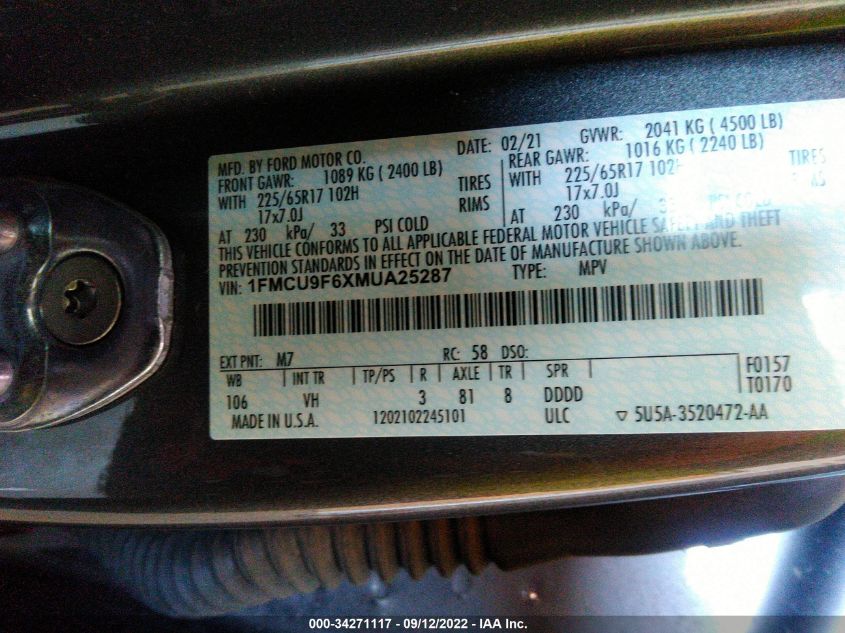 MFD. BY FORD MOTOR CO. DATE: 02/21 GVWR: 2041 KG ( 4500 LB)
FRONT GAWR: 1089 KG ( 2400 LB) REAR GAWR: 1016 KG ( 2240 LB)
WITH 225/65R17 102H TIRES WITH 225/65R17 102H TIRES
17x7.0J RIMS 17x7.0J
AT 230 kPa/ 33 PSI COLD AT 230 kPa/ PSI COLD
THIS VEHICLE CONFORMS TO ALL APPLICABLE FEDERAL MOTOR VEHICLE SAFETY AND THEFT
PREVENTION STANDARDS IN EFFECT ON THE DATE OF MANUFACTURE SHOWN ABOVE.
VIN: 1FMCU9F6XMUA25287 TYPE: MPV
EXT PNT: M7 RC: 58 DSO:
WB INT TR TP/PS R AXLE TR SPR F0157
106 VH 3 81 8 DDDD T0170
MADE IN U.S.A. 1202102245101 ULC ▽ 5U5A-3520472-AA
000-34271117 - 09/12/2022 - IAA Inc.